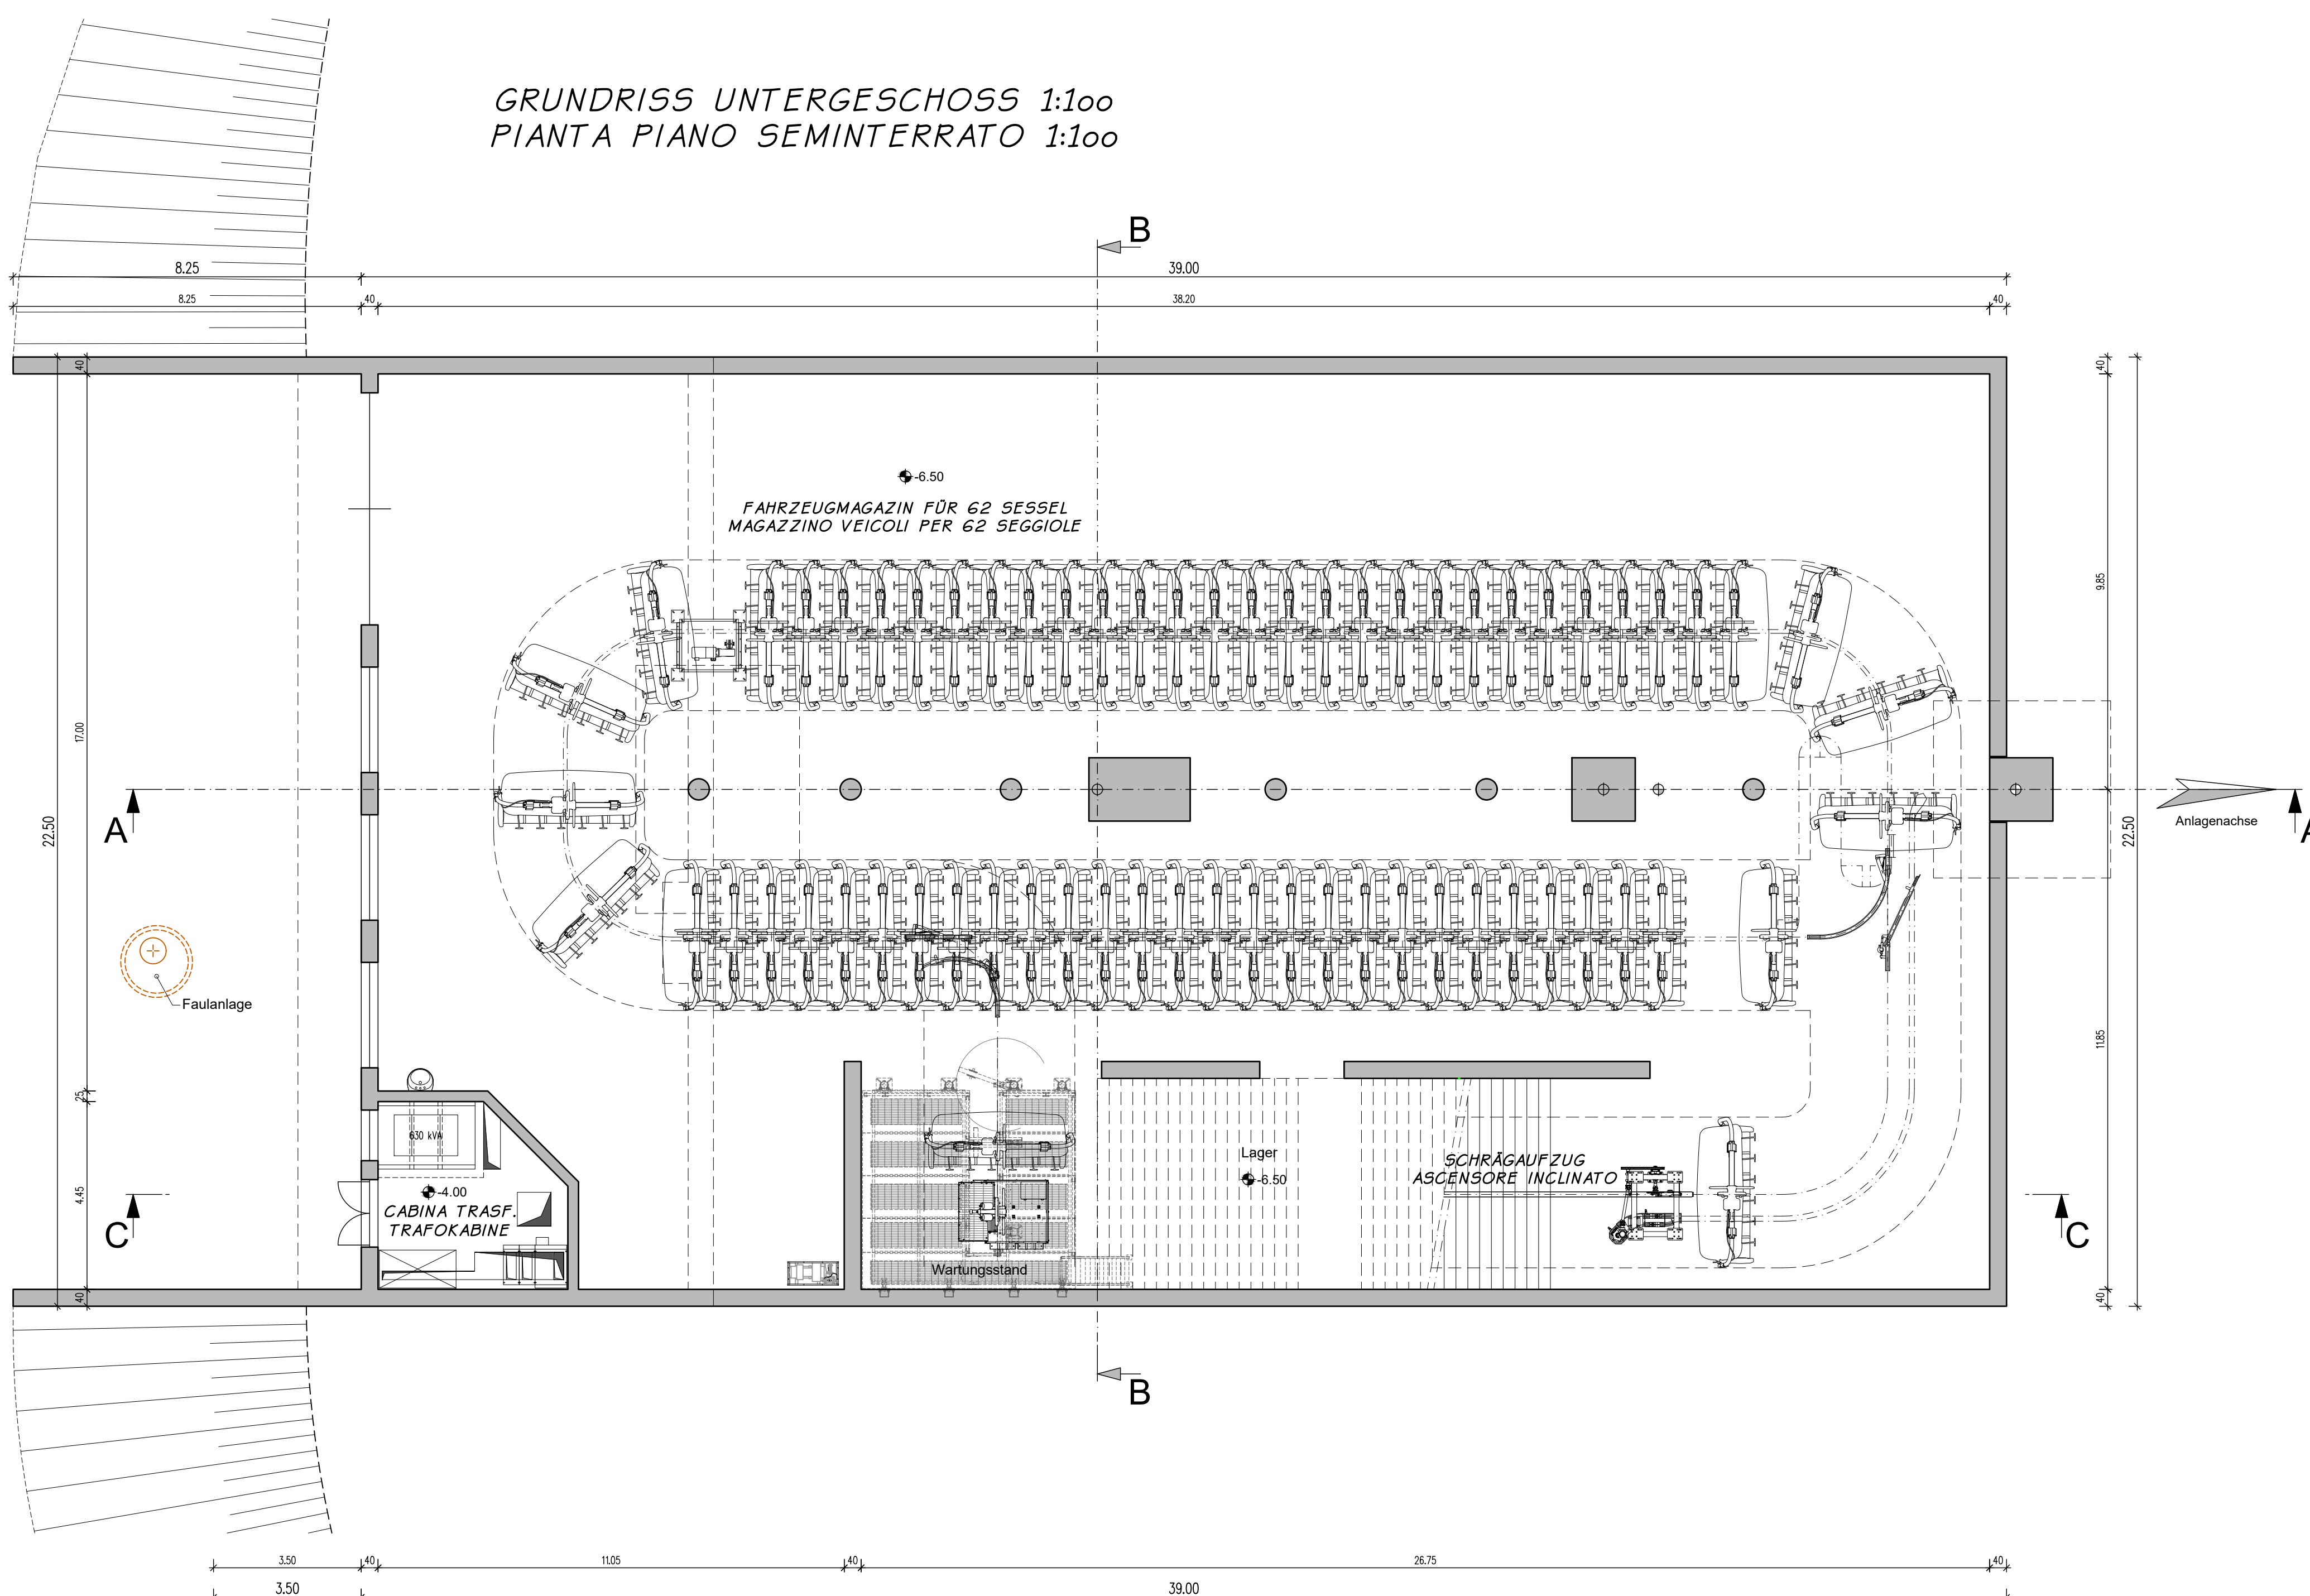 GRUNDRISS UNTERGESCHOSS 1:100
PIANTA PIANO SEMINTERRATO 1:100
B
8.25
39.00
8.25
40
38.20
40
40
40
-6.50
FAHRZEUGMAGAZIN FÜR 62 SESSEL
MAGAZZINO VEICOLI PER 62 SEGGIOLE
9.85
17.00
22.50
22.50
A
Anlagenachse
A
Faulanlage
11.85
25
630 kVA
4.45
-4.00
CABINA TRASF.
TRAFOKABINE
Lager
-6.50
SCHRÄGAUFZUG
ASCENSORE INCLINATO
C
C
Wartungsstand
40
40
B
3.50
40
11.05
40
26.75
40
3.50
39.00